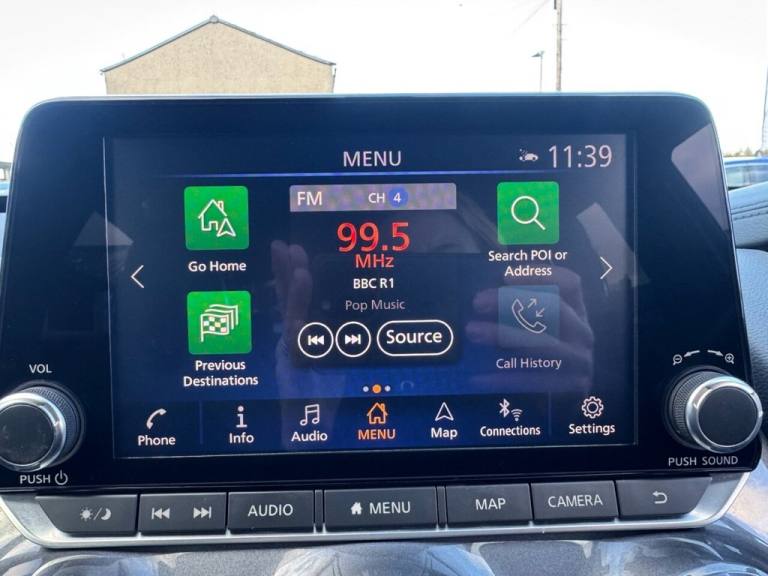 MENU
11:39
FM CH 4
99.5
MHz
BBC R1
Pop Music
Source
Go Home
Previous
Destinations
Search POI or
Address
Call History
Phone
Info
Audio
MENU
Map
Connections
Settings
VOL
PUSH
PUSH SOUND
AUDIO
MENU
MAP
CAMERA